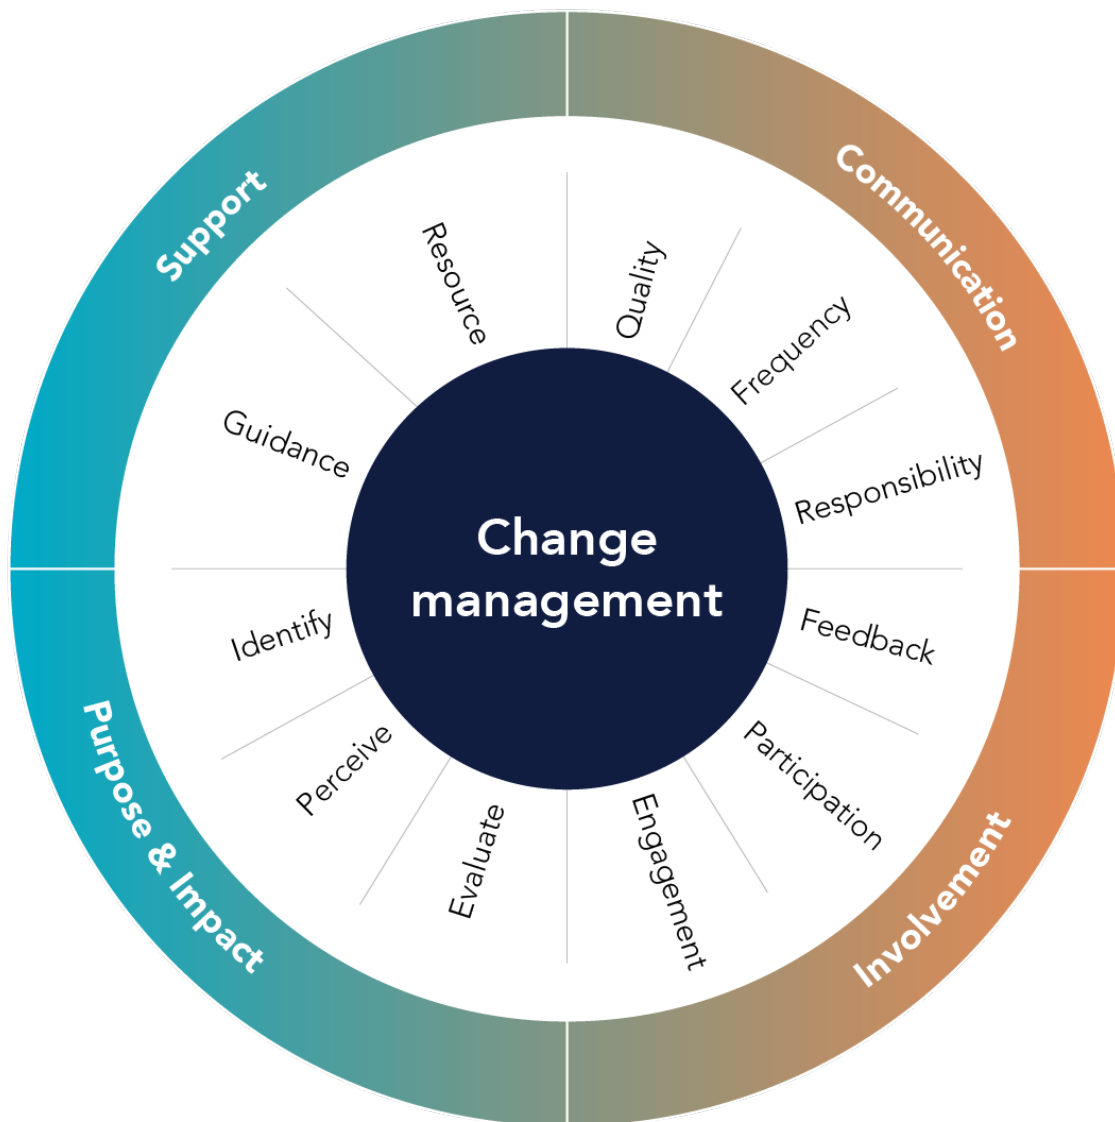 Support
Communication
Resource
Quality
Frequency
Guidance
Responsibility
Change
management
Identify
Feedback
Perceive
Participation
Evaluate
Engagement
Purpose & Impact
Involvement